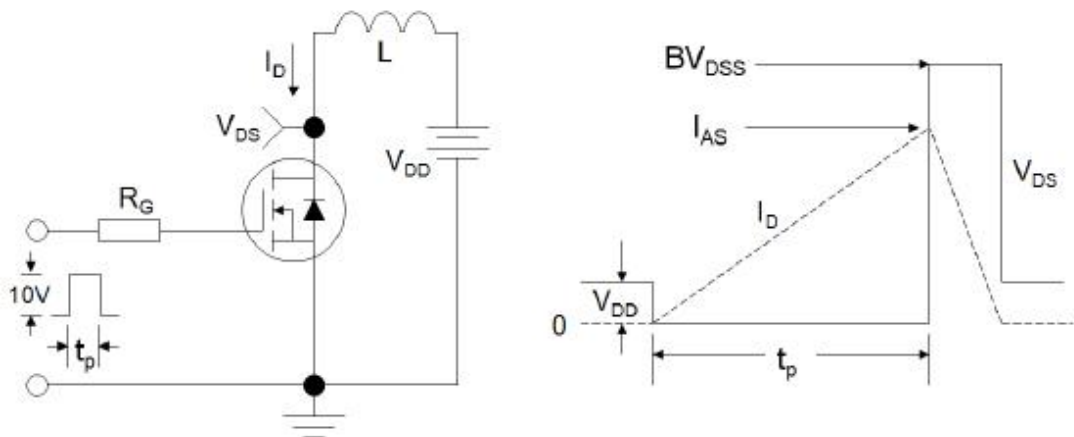 L
I_D
V_DS
V_DD
R_G
10V
t_p
BV_DSS
I_AS
V_DS
I_D
V_DD
0
t_p